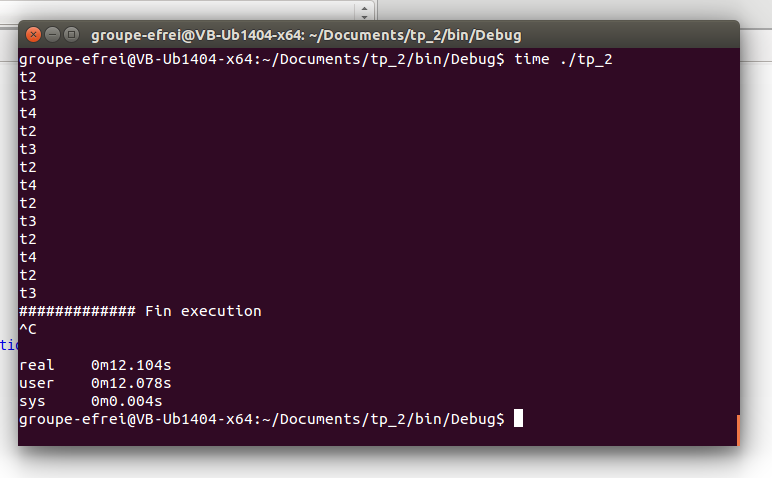 groupe-efrei@VB-Ub1404-x64: ~/Documents/tp_2/bin/Debug
groupe-efrei@VB-Ub1404-x64:~/Documents/tp_2/bin/Debug$ time ./tp_2
t2
t3
t4
t2
t3
t2
t4
t2
t3
t2
t4
t2
t3
############# Fin execution
^C
tic
real    0m12.104s
user    0m12.078s
sys     0m0.004s
groupe-efrei@VB-Ub1404-x64:~/Documents/tp_2/bin/Debug$